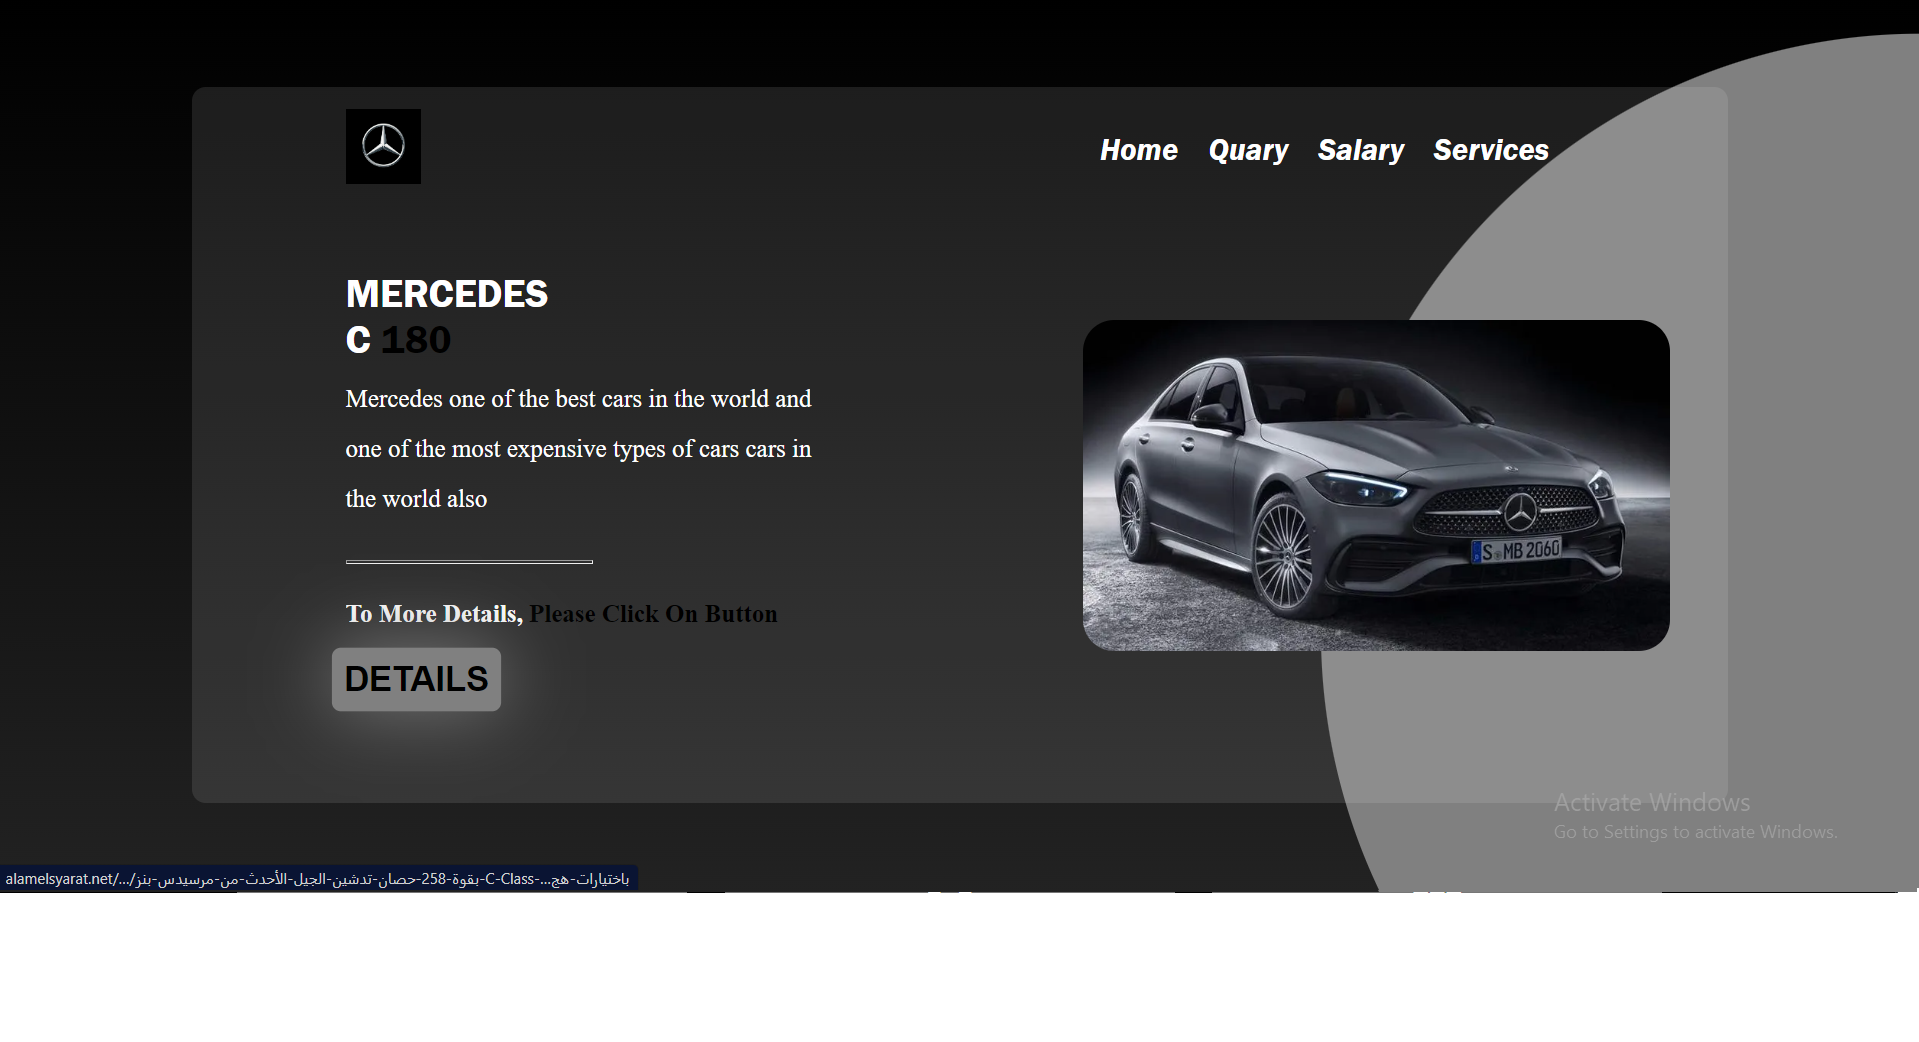 Home Quary Salary Services
MERCEDES
C 180
Mercedes one of the best cars in the world and
one of the most expensive types of cars cars in
the world also
S MB 2060
To More Details, Please Click On Button
DETAILS
Activate Windows
Go to Settings to activate Windows.
alamelsyarat.net/.../باختيارات-هج...-C-Class-بقوة-258-حصان-تدشين-الجيل-الأحدث-من-مرسيدس-بنز